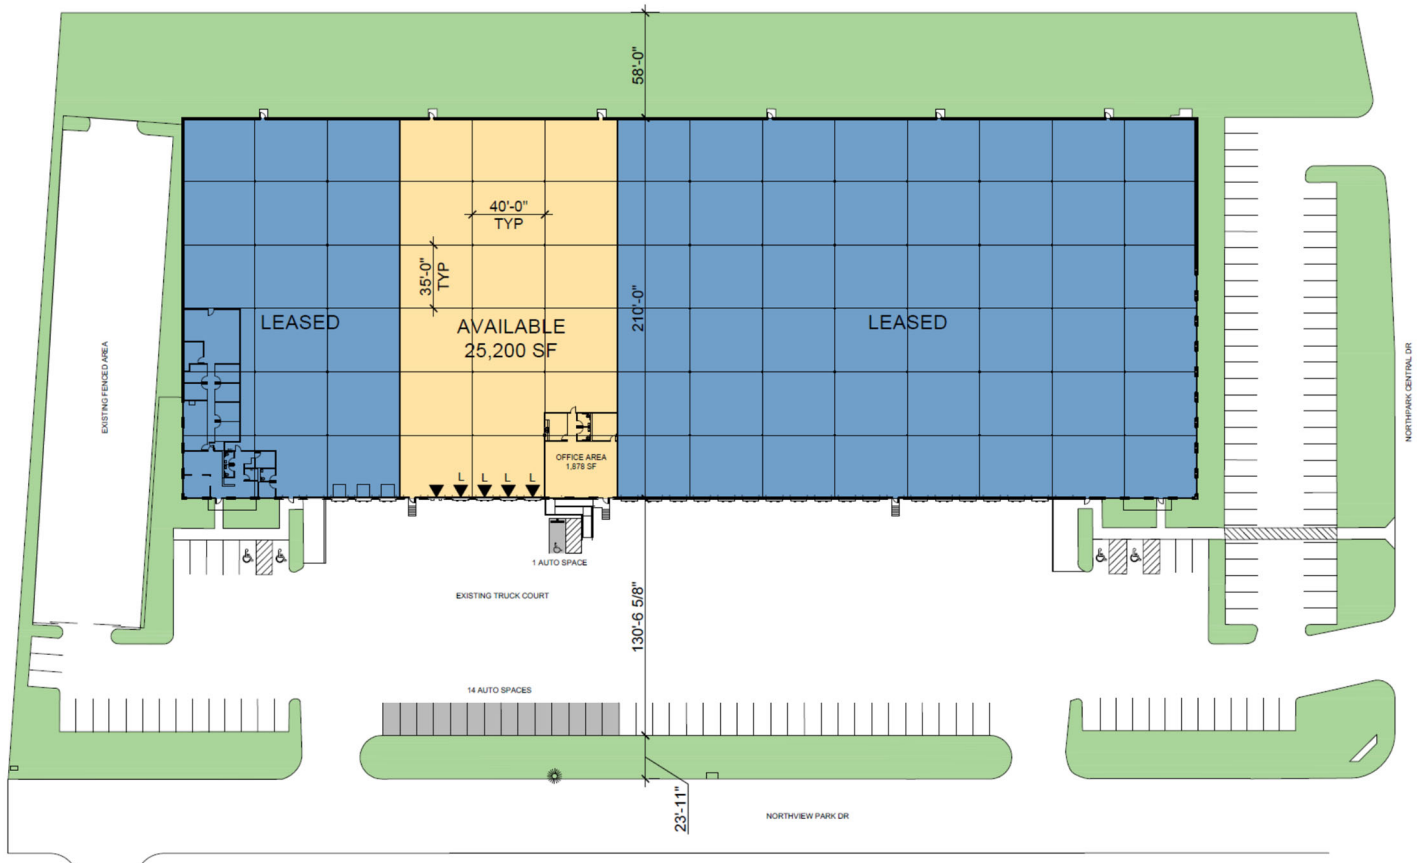 58'-0"
40'-0"
TYP
35'-0"
TYP
210'-0"
LEASED
AVAILABLE
25,200 SF
LEASED
EXISTING FENCED AREA
NORTHPARK CENTRAL DR
OFFICE AREA
1,878 SF
L
L
L
L
1 AUTO SPACE
EXISTING TRUCK COURT
130'-6 5/8"
14 AUTO SPACES
23'-11"
NORTHVIEW PARK DR